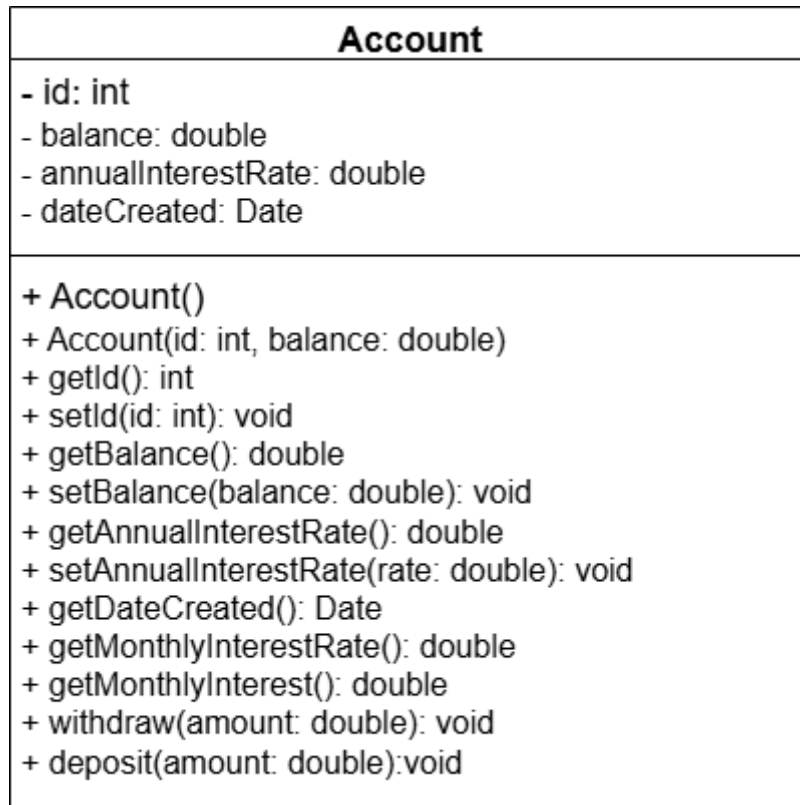 Account
- id: int
- balance: double
- annualInterestRate: double
- dateCreated: Date
+ Account()
+ Account(id: int, balance: double)
+ getId(): int
+ setId(id: int): void
+ getBalance(): double
+ setBalance(balance: double): void
+ getAnnualInterestRate(): double
+ setAnnualInterestRate(rate: double): void
+ getDateCreated(): Date
+ getMonthlyInterestRate(): double
+ getMonthlyInterest(): double
+ withdraw(amount: double): void
+ deposit(amount: double):void